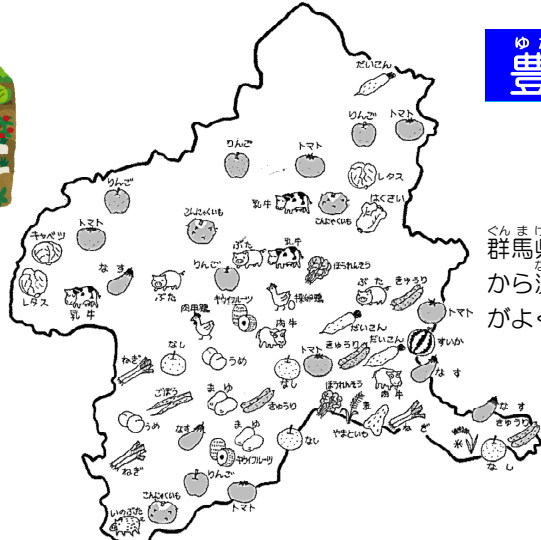 ゆ
豊
ぐん ま
群馬県
から
がよく
だいこん
りんご
トマト
りんご
トマト
レタス
はくさい
りんご
乳牛
こんにゃくいも
こんにゃくいも
トマト
キャベツ
なす
ぶた
乳牛
ほうれんそう
りんご
ぶた
きゅうり
レタス
乳牛
ぶた
キウイフルーツ
採卵鶏
トマト
肉用鶏
肉牛
だいこん
すいか
なし
うめ
トマト
きゅうり
だいこん
ねぎ
なし
肉牛
なす
ごぼう
まゆ
きゅうり
ほうれんそう
麦
なす
うめ
なす
まゆ
なし
やまといも
ねぎ
きゅうり
米
ねぎ
キウイフルーツ
なし
りんご
こんにゃくいも
トマト
いのぶた